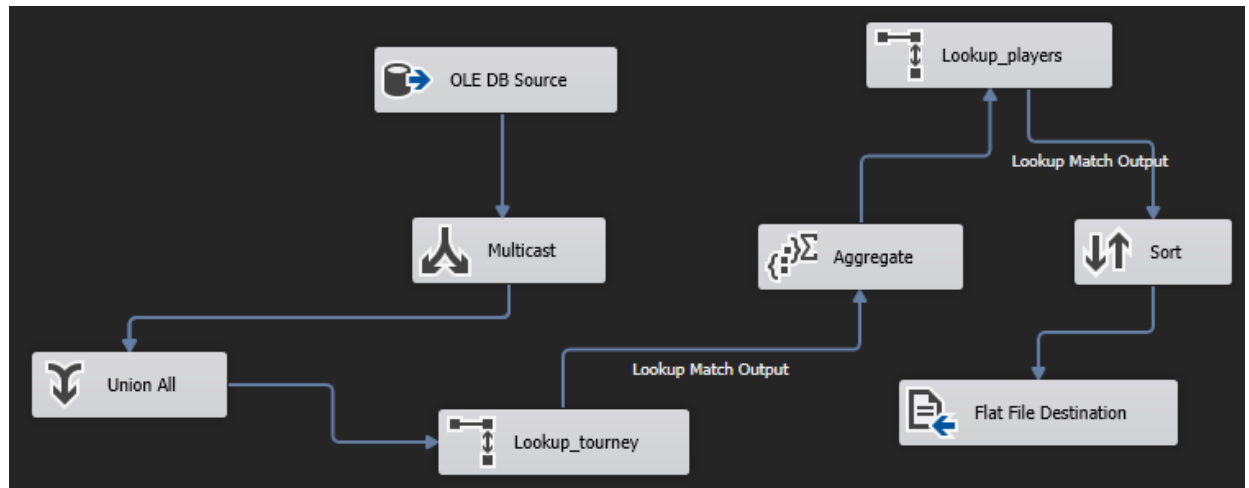 OLE DB Source
Multicast
Union All
Lookup_tourney
Lookup Match Output
Aggregate
Lookup_players
Lookup Match Output
Sort
Flat File Destination